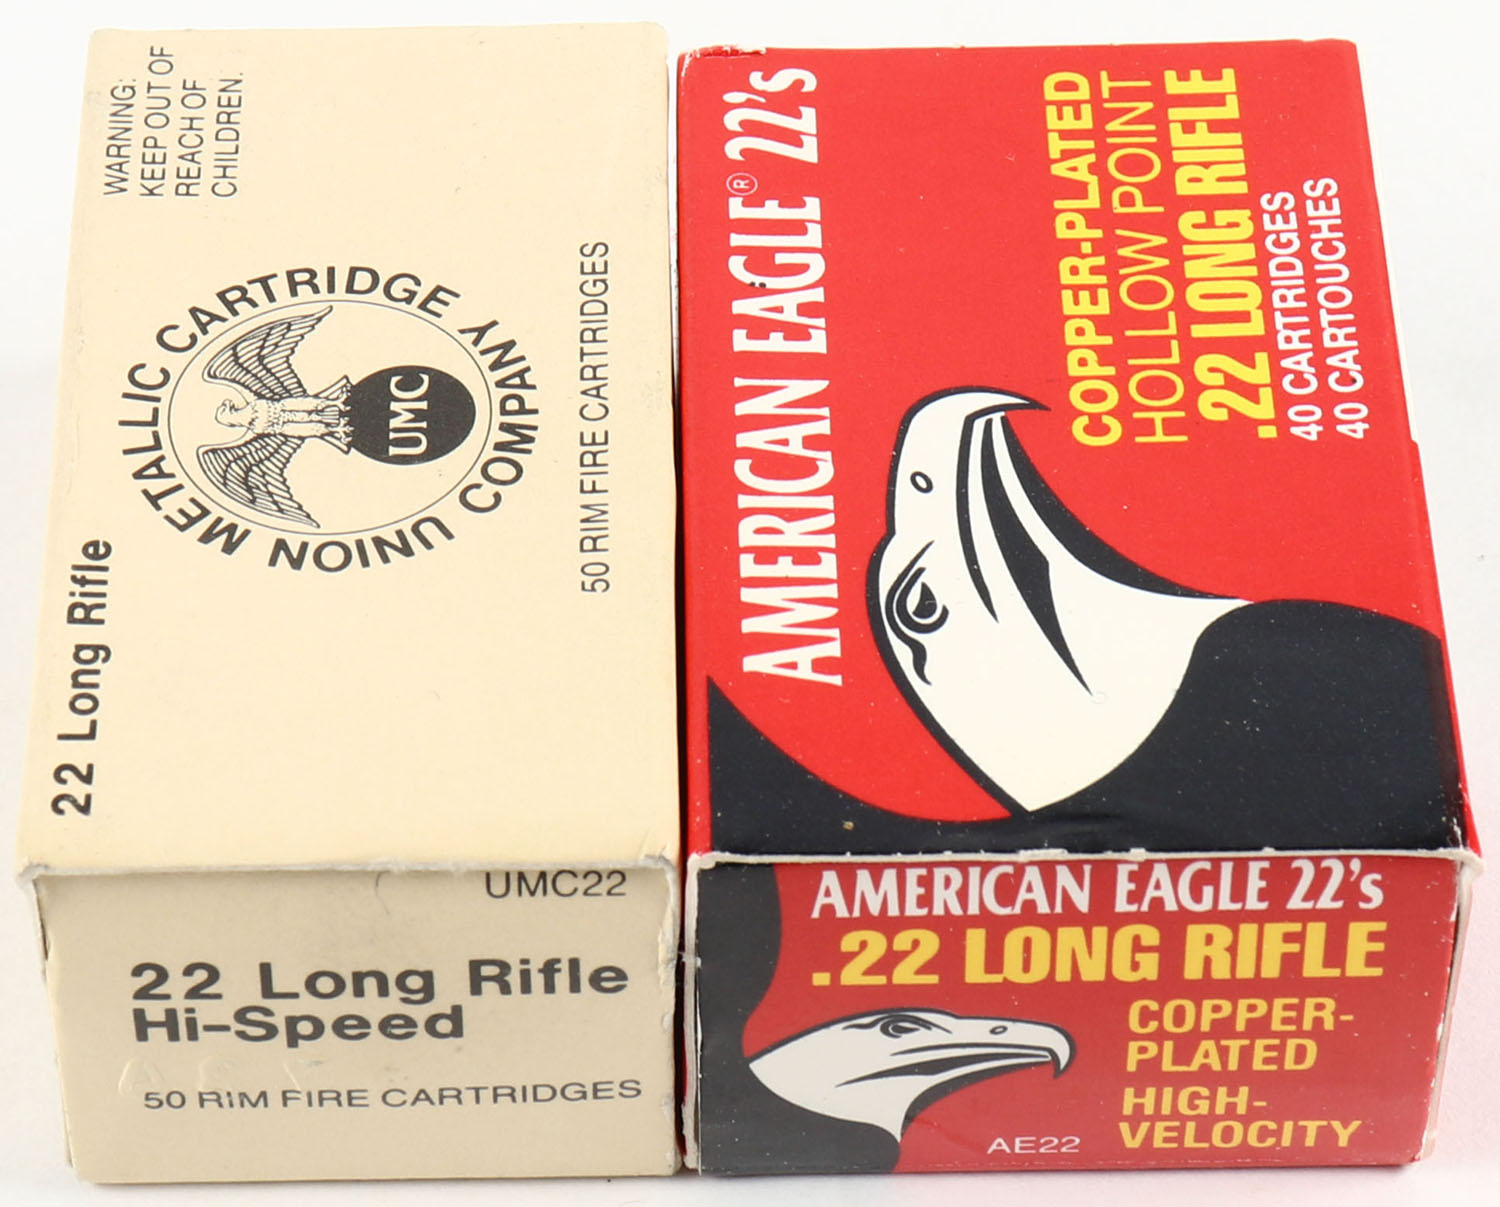 WARNING:
KEEP OUT OF
REACH OF
CHILDREN.
22 Long Rifle
UNION METALLIC CARTRIDGE COMPANY
UMC
50 RIM FIRE CARTRIDGES
UMC22
22 Long Rifle
Hi-Speed
50 RIM FIRE CARTRIDGES
AMERICAN EAGLE® 22's
COPPER-PLATED
HOLLOW POINT
.22 LONG RIFLE
40 CARTRIDGES
40 CARTOUCHES
AMERICAN EAGLE 22's
.22 LONG RIFLE
COPPER-
PLATED
HIGH-
VELOCITY
AE22